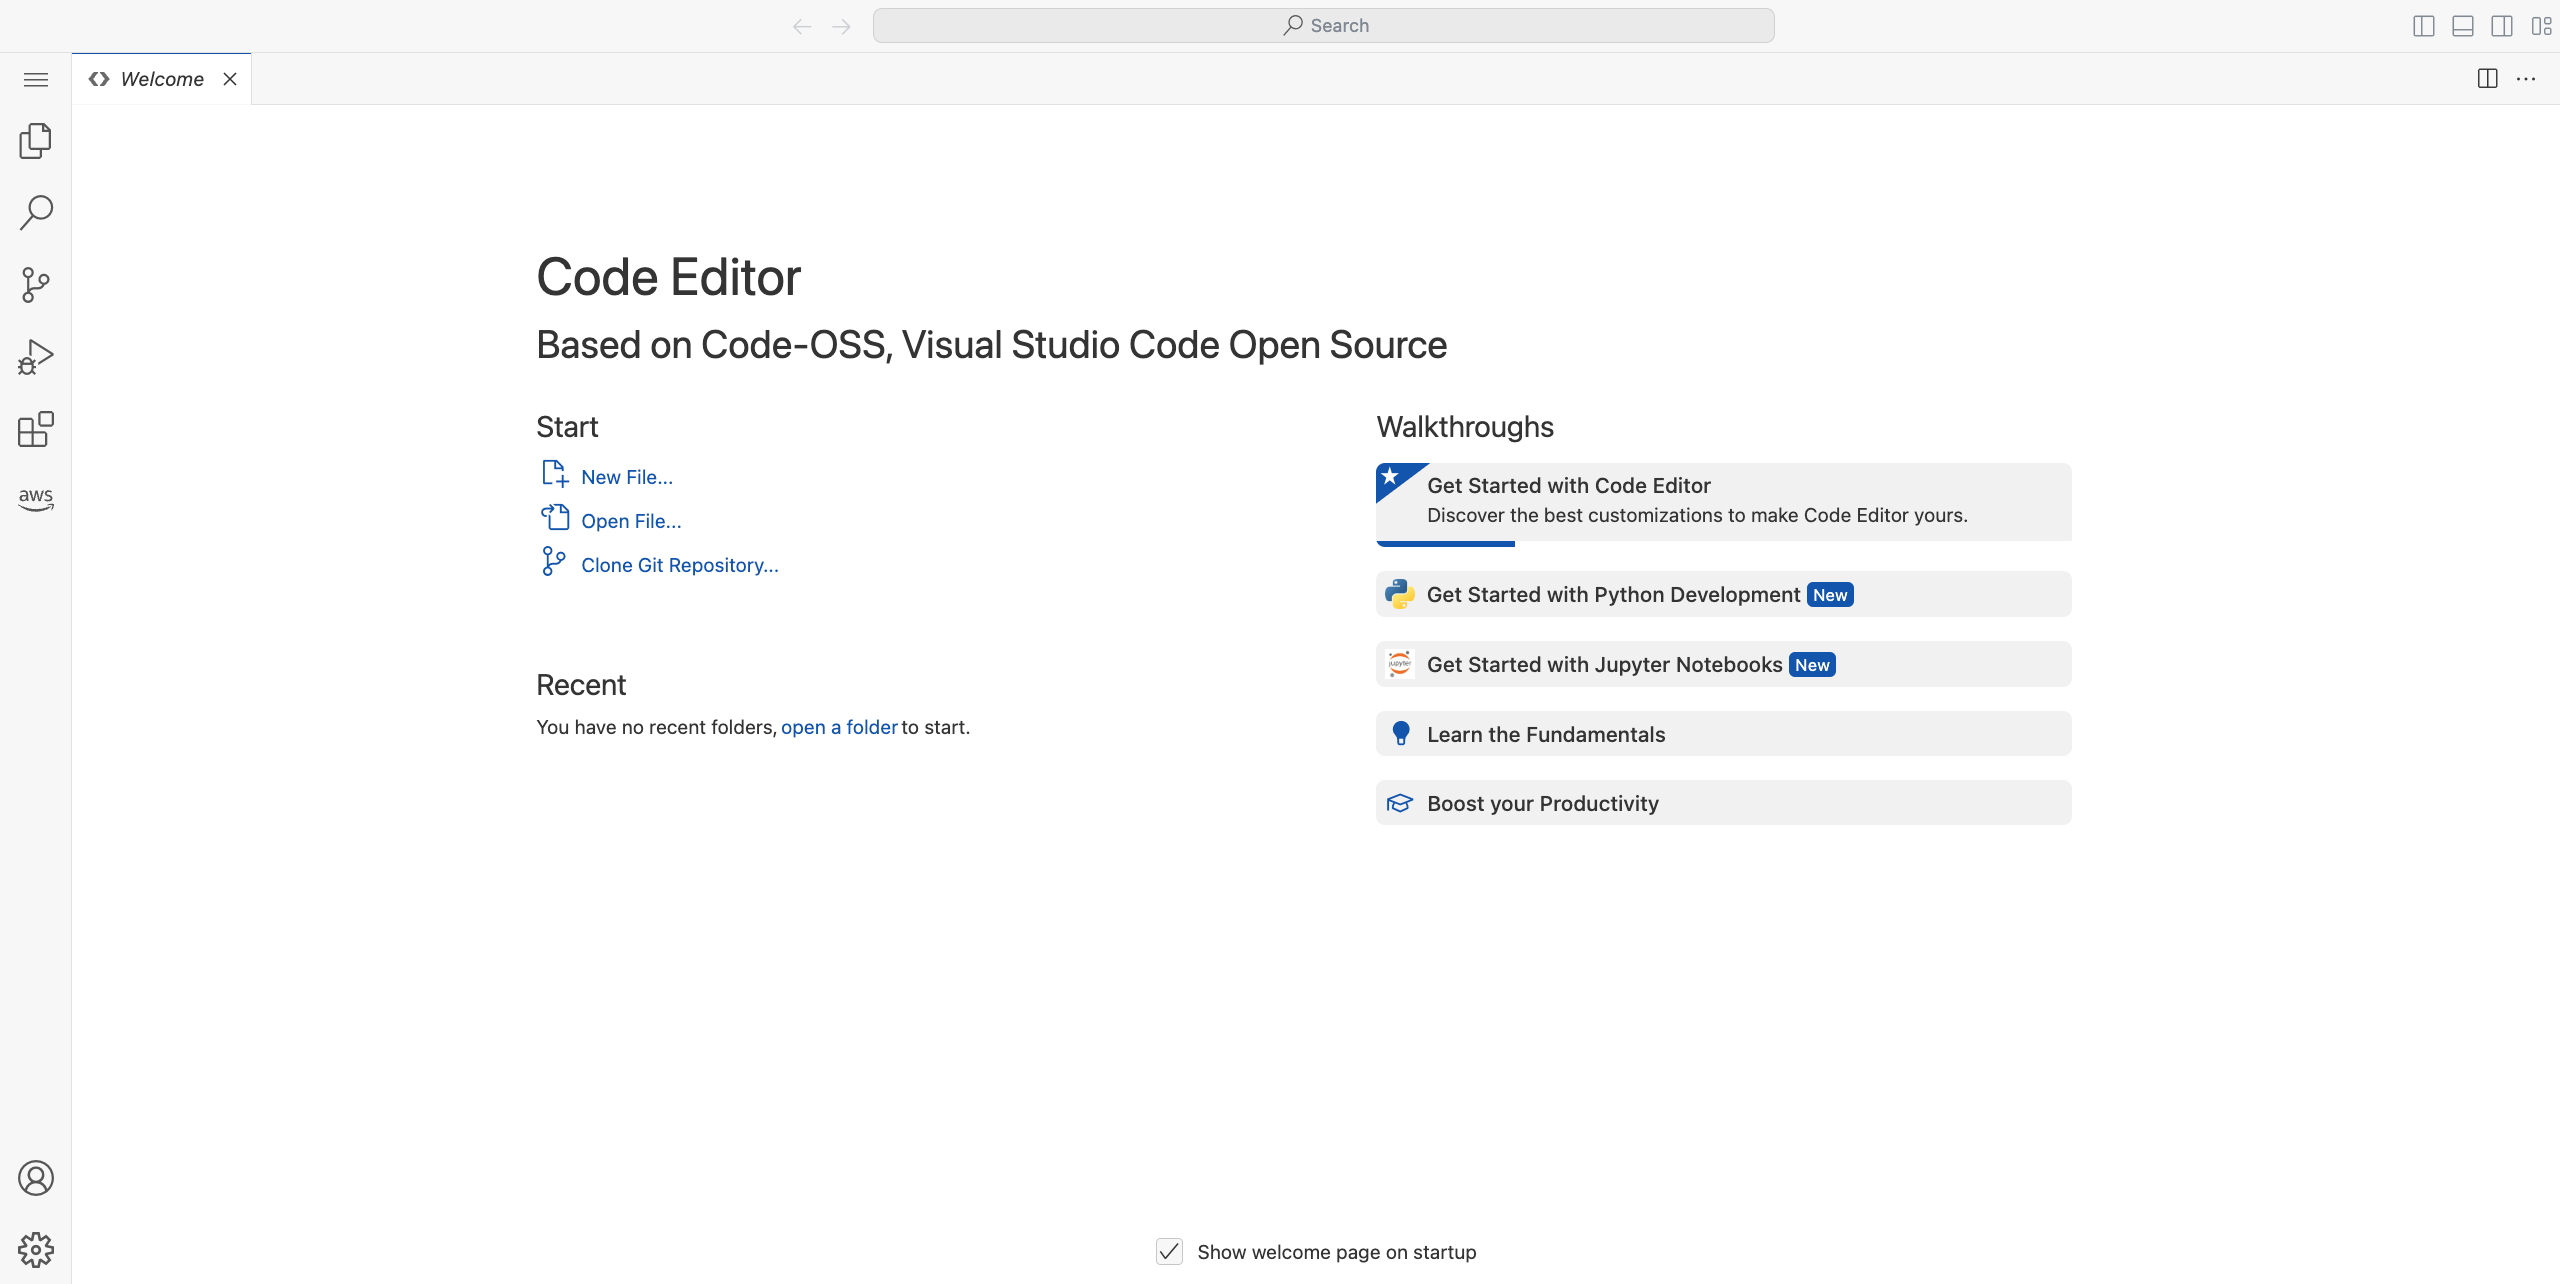 Search
Welcome
aws
Code Editor
Based on Code-OSS, Visual Studio Code Open Source
Start
New File...
Open File...
Clone Git Repository...
Recent
You have no recent folders, open a folder to start.
Walkthroughs
Get Started with Code Editor
Discover the best customizations to make Code Editor yours.
Get Started with Python Development New
jupyter
Get Started with Jupyter Notebooks New
Learn the Fundamentals
Boost your Productivity
Show welcome page on startup